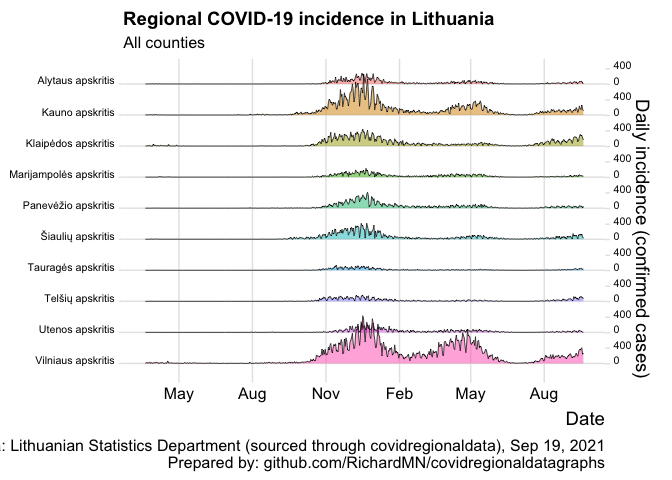 Regional COVID-19 incidence in Lithuania
All counties
Alytaus apskritis
Kauno apskritis
Klaipėdos apskritis
Marijampolės apskritis
Panevėžio apskritis
Šiaulių apskritis
Tauragės apskritis
Telšių apskritis
Utenos apskritis
Vilniaus apskritis
400
0
400
0
400
0
400
0
400
0
400
0
400
0
400
0
400
0
400
0
Daily incidence (confirmed cases)
May Aug Nov Feb May Aug
Date
: Lithuanian Statistics Department (sourced through covidregionaldata), Sep 19, 2021
Prepared by: github.com/RichardMN/covidregionaldatagraphs